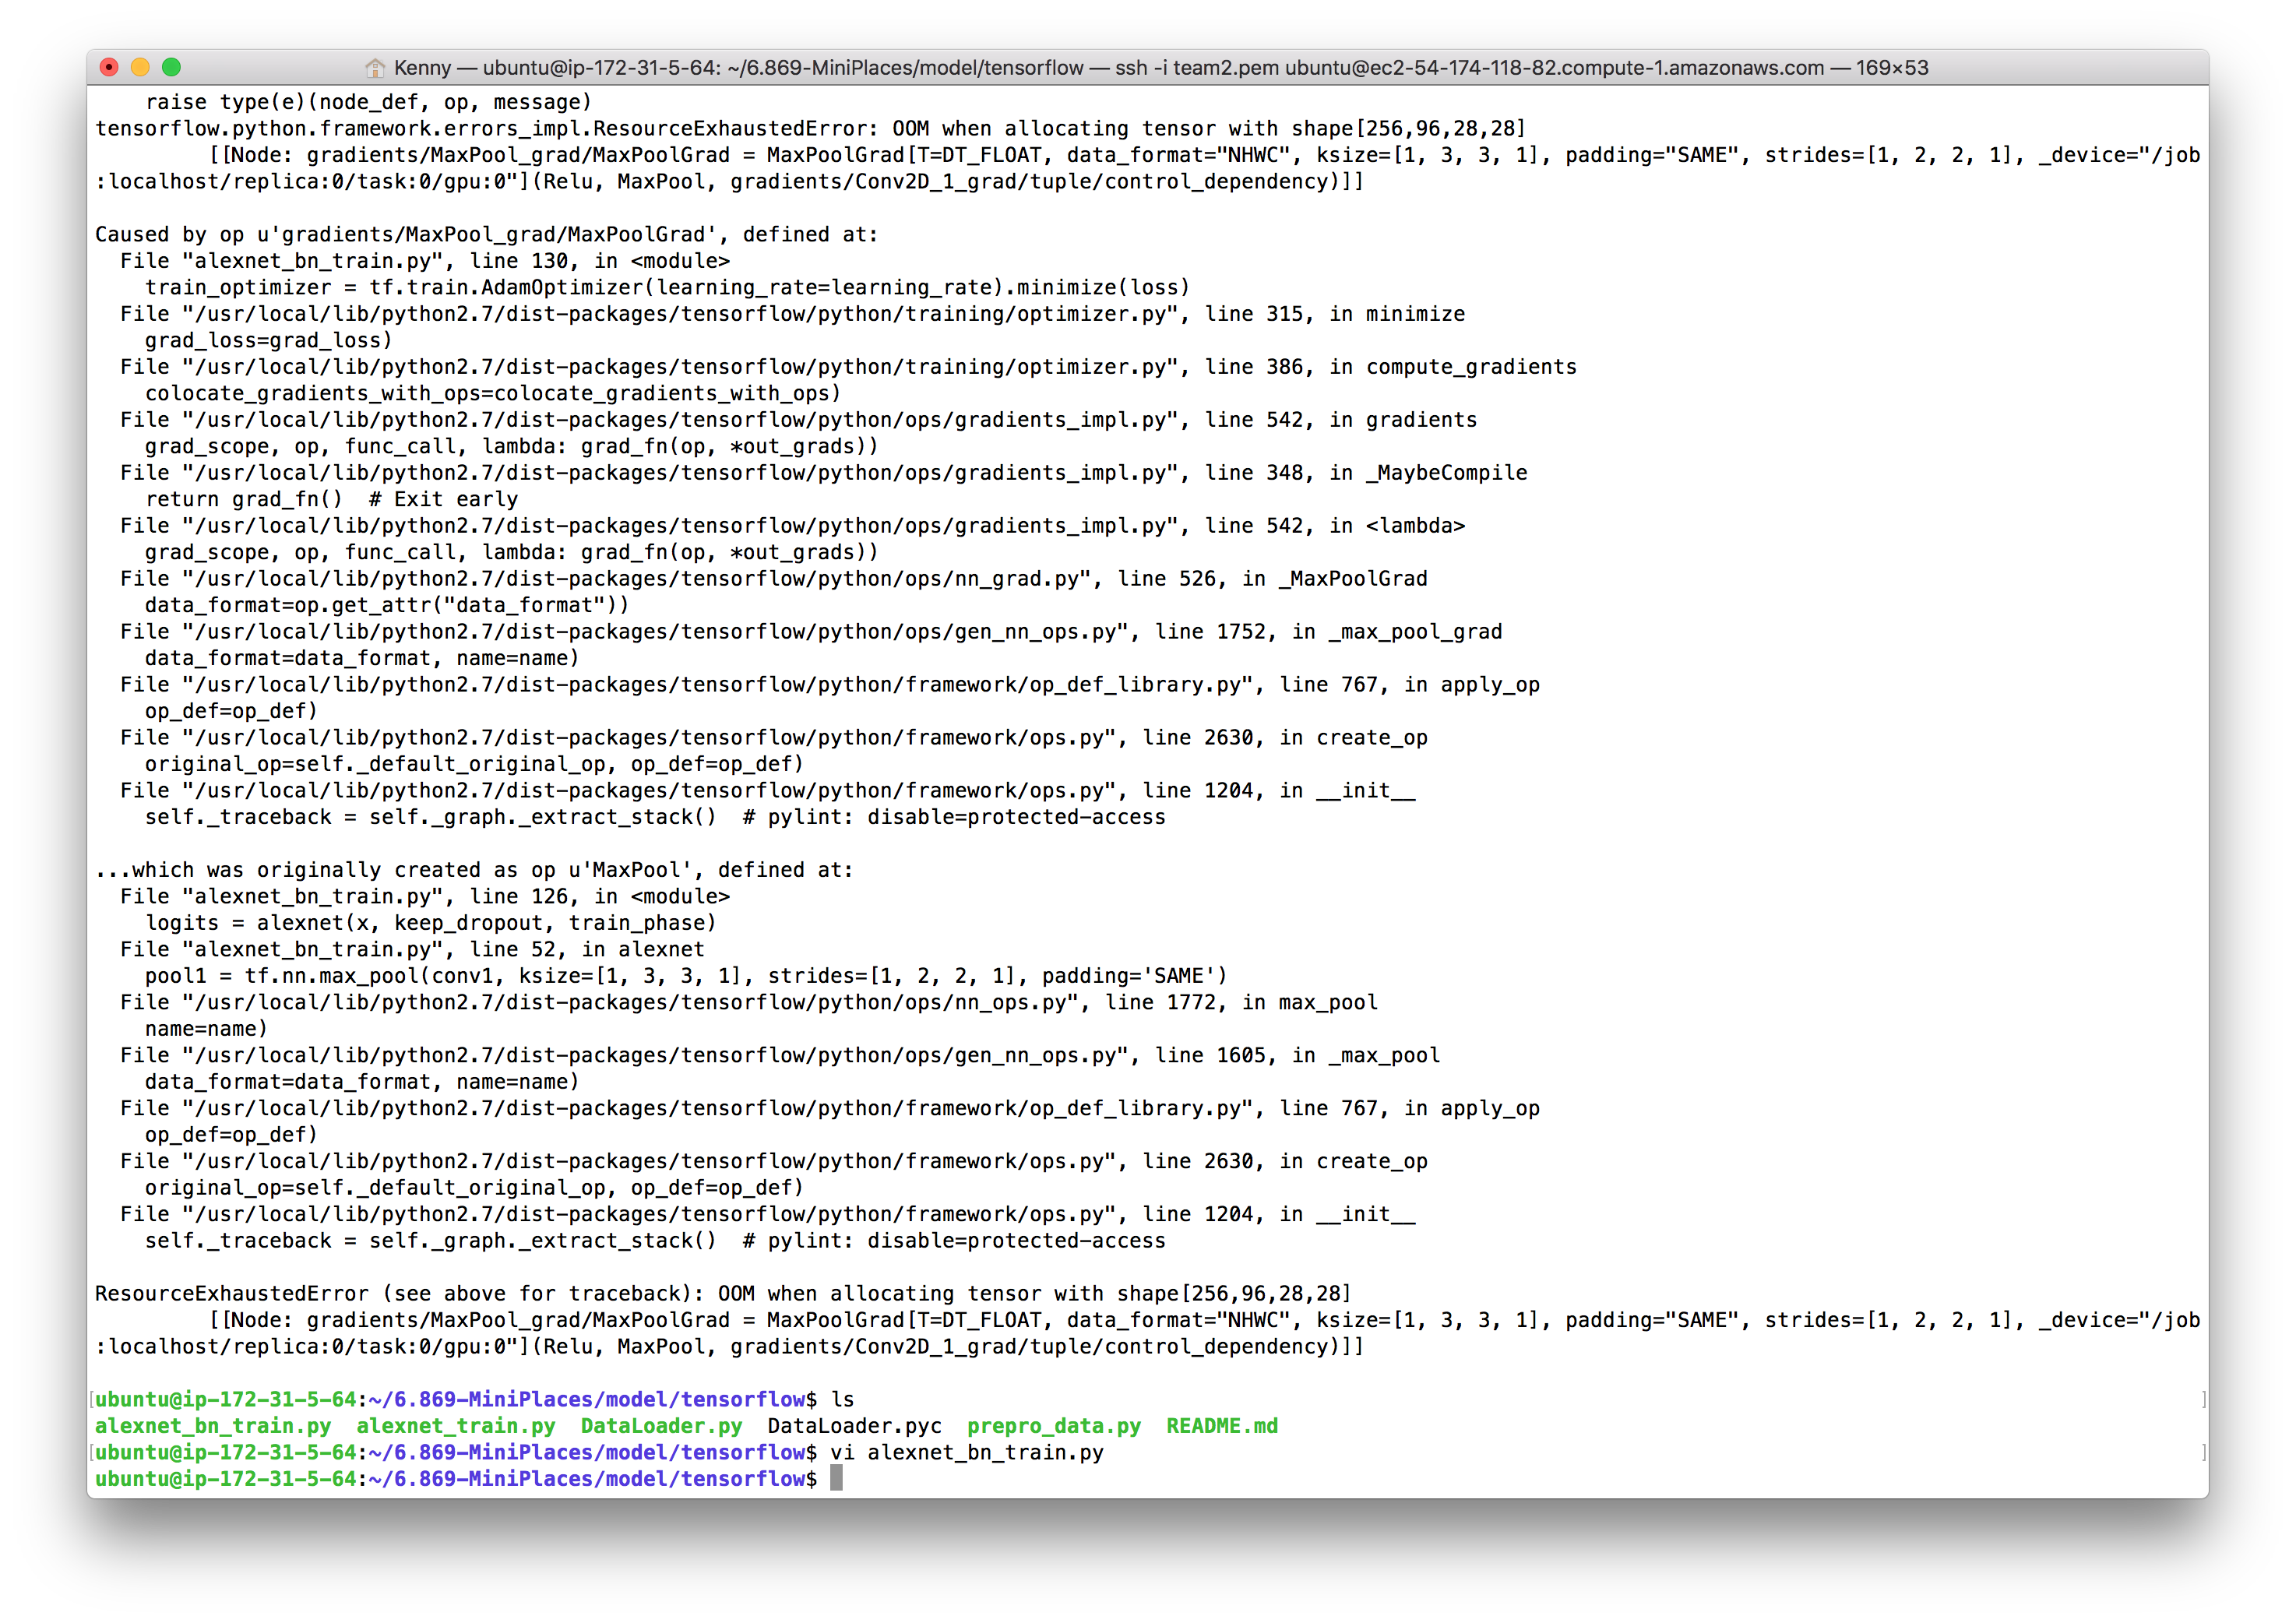 Kenny — ubuntu@ip-172-31-5-64: ~/6.869-MiniPlaces/model/tensorflow — ssh -i team2.pem ubuntu@ec2-54-174-118-82.compute-1.amazonaws.com — 169×53
    raise type(e)(node_def, op, message)
tensorflow.python.framework.errors_impl.ResourceExhaustedError: OOM when allocating tensor with shape[256,96,28,28]
         [[Node: gradients/MaxPool_grad/MaxPoolGrad = MaxPoolGrad[T=DT_FLOAT, data_format="NHWC", ksize=[1, 3, 3, 1], padding="SAME", strides=[1, 2, 2, 1], _device="/job
:localhost/replica:0/task:0/gpu:0"](Relu, MaxPool, gradients/Conv2D_1_grad/tuple/control_dependency)]]

Caused by op u'gradients/MaxPool_grad/MaxPoolGrad', defined at:
  File "alexnet_bn_train.py", line 130, in <module>
    train_optimizer = tf.train.AdamOptimizer(learning_rate=learning_rate).minimize(loss)
  File "/usr/local/lib/python2.7/dist-packages/tensorflow/python/training/optimizer.py", line 315, in minimize
    grad_loss=grad_loss)
  File "/usr/local/lib/python2.7/dist-packages/tensorflow/python/training/optimizer.py", line 386, in compute_gradients
    colocate_gradients_with_ops=colocate_gradients_with_ops)
  File "/usr/local/lib/python2.7/dist-packages/tensorflow/python/ops/gradients_impl.py", line 542, in gradients
    grad_scope, op, func_call, lambda: grad_fn(op, *out_grads))
  File "/usr/local/lib/python2.7/dist-packages/tensorflow/python/ops/gradients_impl.py", line 348, in _MaybeCompile
    return grad_fn()  # Exit early
  File "/usr/local/lib/python2.7/dist-packages/tensorflow/python/ops/gradients_impl.py", line 542, in <lambda>
    grad_scope, op, func_call, lambda: grad_fn(op, *out_grads))
  File "/usr/local/lib/python2.7/dist-packages/tensorflow/python/ops/nn_grad.py", line 526, in _MaxPoolGrad
    data_format=op.get_attr("data_format"))
  File "/usr/local/lib/python2.7/dist-packages/tensorflow/python/ops/gen_nn_ops.py", line 1752, in _max_pool_grad
    data_format=data_format, name=name)
  File "/usr/local/lib/python2.7/dist-packages/tensorflow/python/framework/op_def_library.py", line 767, in apply_op
    op_def=op_def)
  File "/usr/local/lib/python2.7/dist-packages/tensorflow/python/framework/ops.py", line 2630, in create_op
    original_op=self._default_original_op, op_def=op_def)
  File "/usr/local/lib/python2.7/dist-packages/tensorflow/python/framework/ops.py", line 1204, in __init__
    self._traceback = self._graph._extract_stack()  # pylint: disable=protected-access

...which was originally created as op u'MaxPool', defined at:
  File "alexnet_bn_train.py", line 126, in <module>
    logits = alexnet(x, keep_dropout, train_phase)
  File "alexnet_bn_train.py", line 52, in alexnet
    pool1 = tf.nn.max_pool(conv1, ksize=[1, 3, 3, 1], strides=[1, 2, 2, 1], padding='SAME')
  File "/usr/local/lib/python2.7/dist-packages/tensorflow/python/ops/nn_ops.py", line 1772, in max_pool
    name=name)
  File "/usr/local/lib/python2.7/dist-packages/tensorflow/python/ops/gen_nn_ops.py", line 1605, in _max_pool
    data_format=data_format, name=name)
  File "/usr/local/lib/python2.7/dist-packages/tensorflow/python/framework/op_def_library.py", line 767, in apply_op
    op_def=op_def)
  File "/usr/local/lib/python2.7/dist-packages/tensorflow/python/framework/ops.py", line 2630, in create_op
    original_op=self._default_original_op, op_def=op_def)
  File "/usr/local/lib/python2.7/dist-packages/tensorflow/python/framework/ops.py", line 1204, in __init__
    self._traceback = self._graph._extract_stack()  # pylint: disable=protected-access

ResourceExhaustedError (see above for traceback): OOM when allocating tensor with shape[256,96,28,28]
         [[Node: gradients/MaxPool_grad/MaxPoolGrad = MaxPoolGrad[T=DT_FLOAT, data_format="NHWC", ksize=[1, 3, 3, 1], padding="SAME", strides=[1, 2, 2, 1], _device="/job
:localhost/replica:0/task:0/gpu:0"](Relu, MaxPool, gradients/Conv2D_1_grad/tuple/control_dependency)]]

[ubuntu@ip-172-31-5-64:~/6.869-MiniPlaces/model/tensorflow$ ls ]
alexnet_bn_train.py  alexnet_train.py  DataLoader.py  DataLoader.pyc  prepro_data.py  README.md
[ubuntu@ip-172-31-5-64:~/6.869-MiniPlaces/model/tensorflow$ vi alexnet_bn_train.py ]
ubuntu@ip-172-31-5-64:~/6.869-MiniPlaces/model/tensorflow$